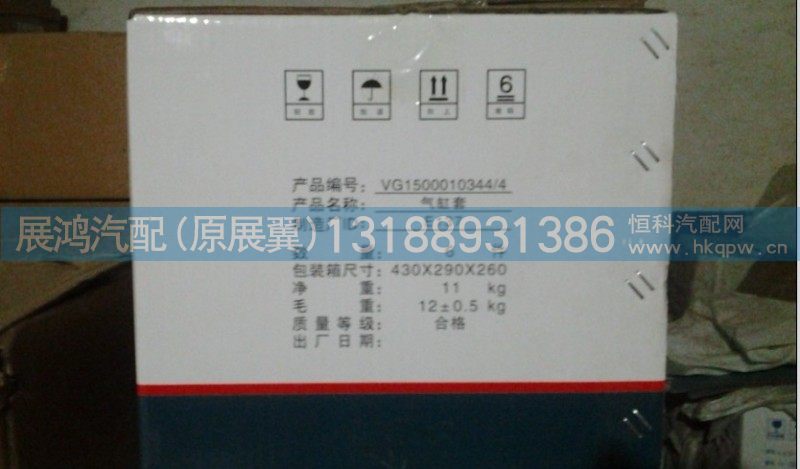 6
产品编号: VG1500010344/4
产品名称: 气缸套
展鸿汽配(原展翼)13188931386
恒科汽配网
www.hkqpw.cn
包装箱尺寸: 430X290X260
净 重: 11 kg
毛 重: 12±0.5 kg
质量等级: 合格
出厂日期: